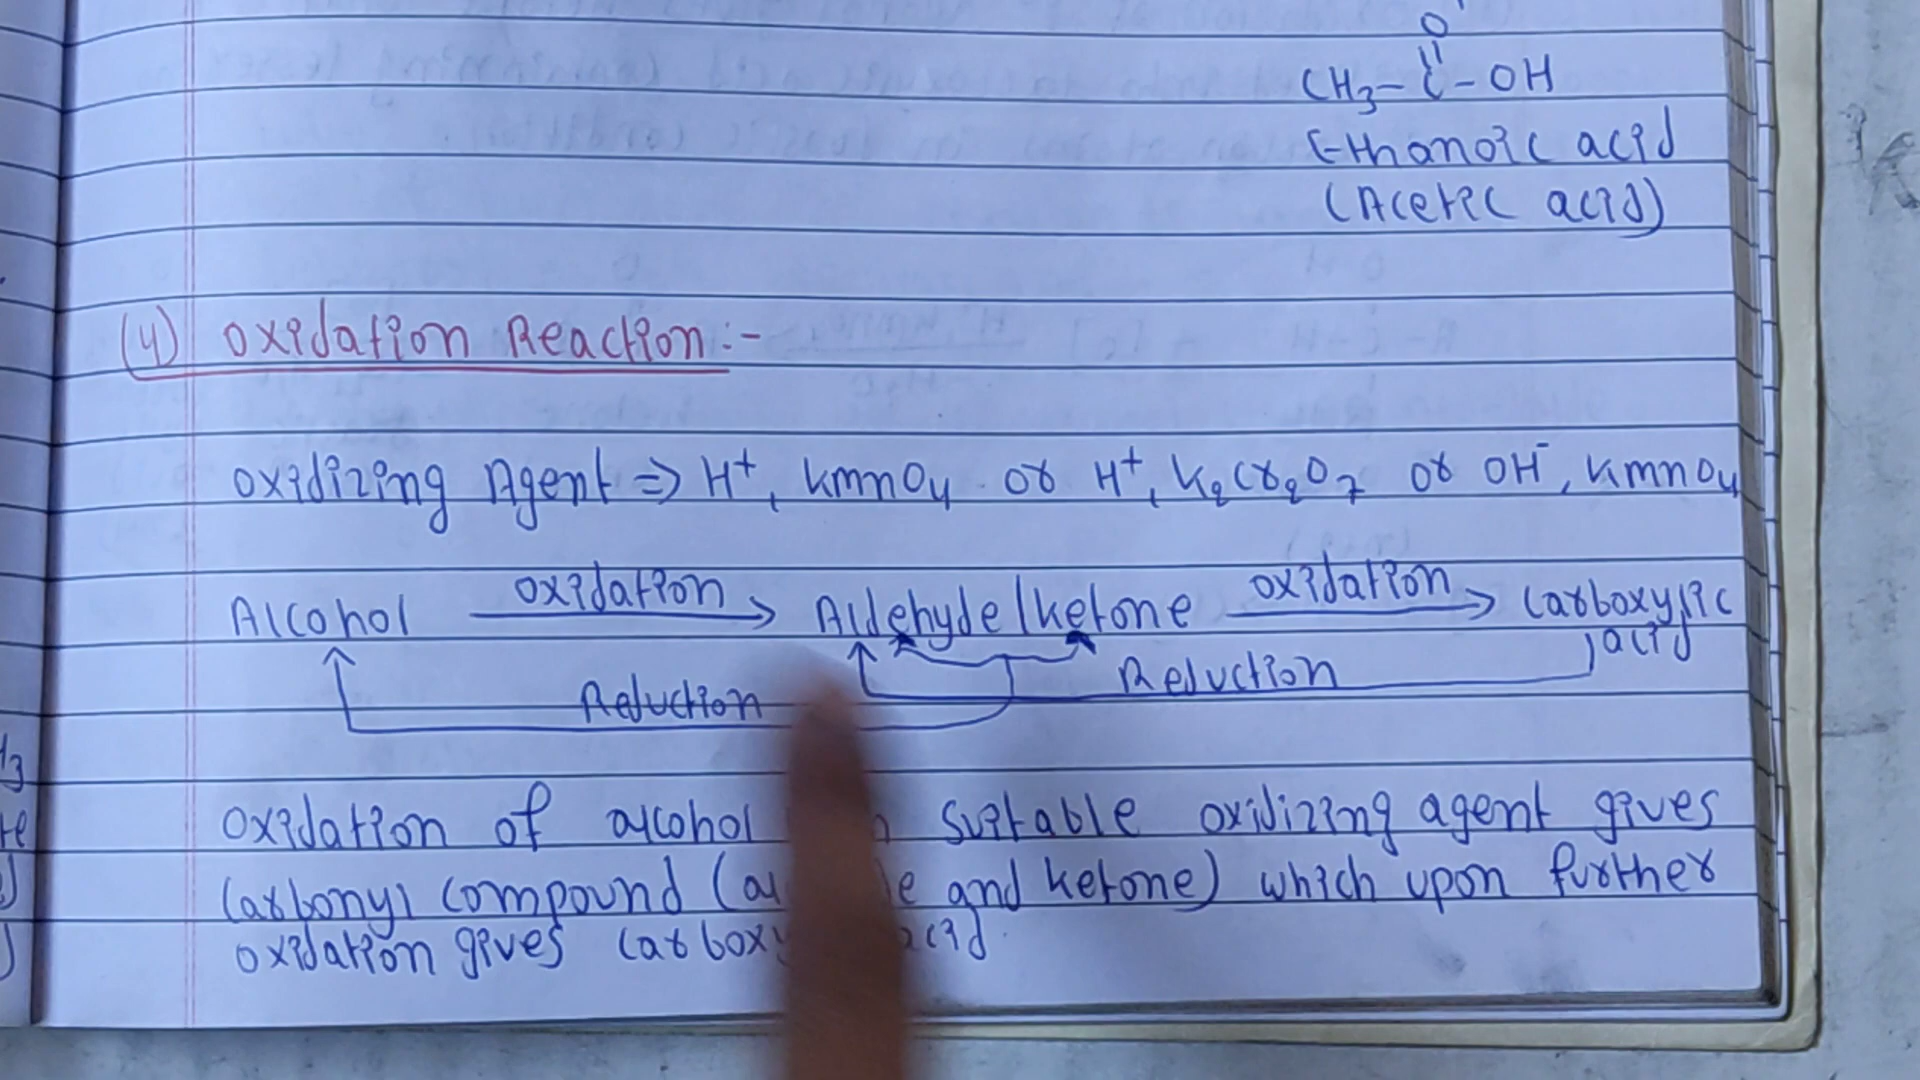 O
CH3-C-OH
Ethanoic acid
(Acetic acid)
(4) Oxidation Reaction:-
Oxidizing Agent ⇒ H+, KmnO4 or H+, K2Cr2O7 or OH-, KmnO4
Alcohol oxidation → Aldehyde/ketone oxidation → Carboxylic acid
Reduction Reduction
Oxidation of alcohol suitable oxidizing agent gives
Carbonyl compound ( and ketone) which upon further
oxidation gives acid.